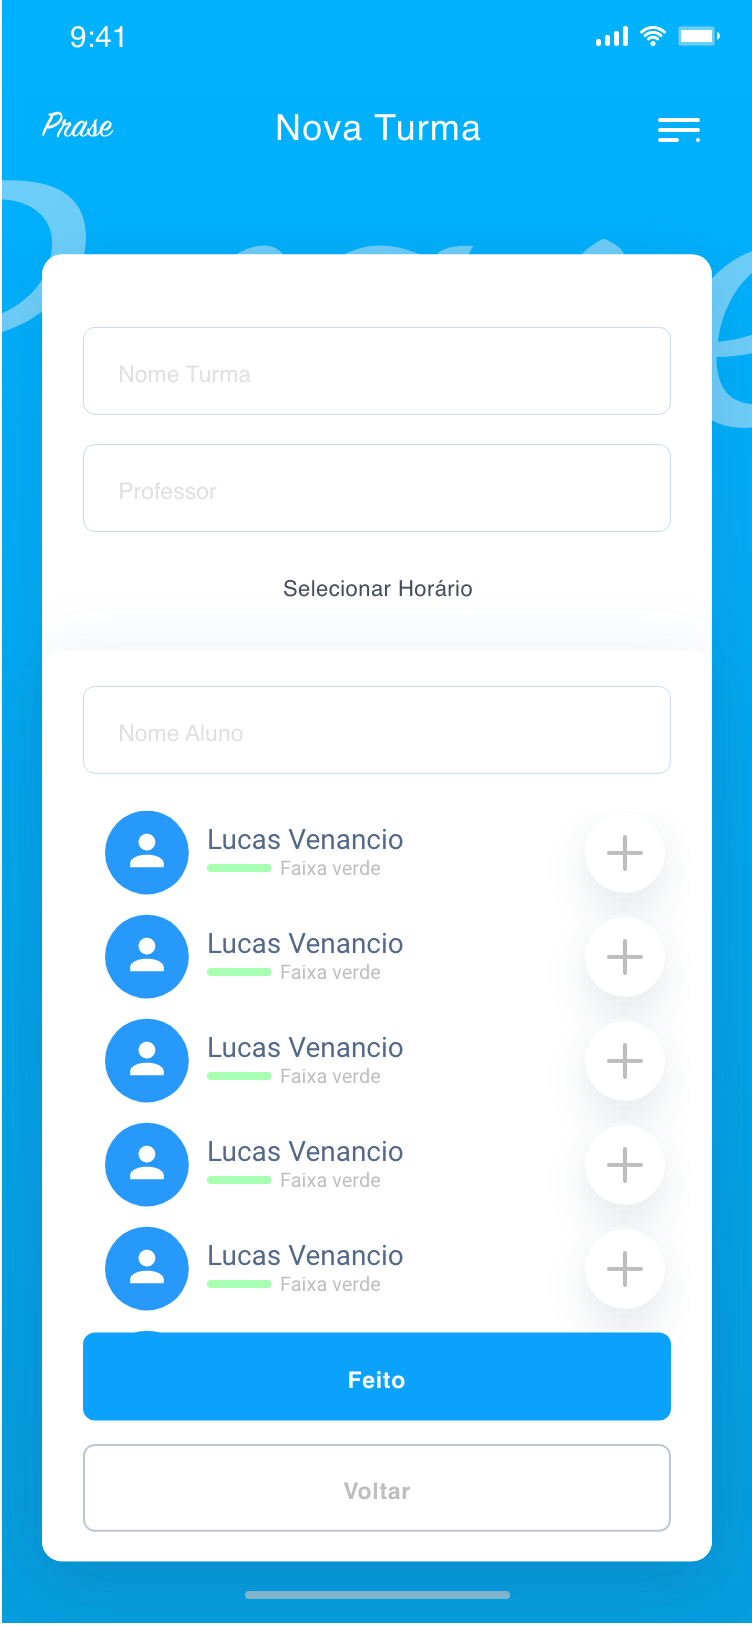 9:41
Prase
Nova Turma
Prase
Nome Turma
Professor
Selecionar Horário
Nome Aluno
Lucas Venancio
Faixa verde
Lucas Venancio
Faixa verde
Lucas Venancio
Faixa verde
Lucas Venancio
Faixa verde
Lucas Venancio
Faixa verde
Feito
Voltar